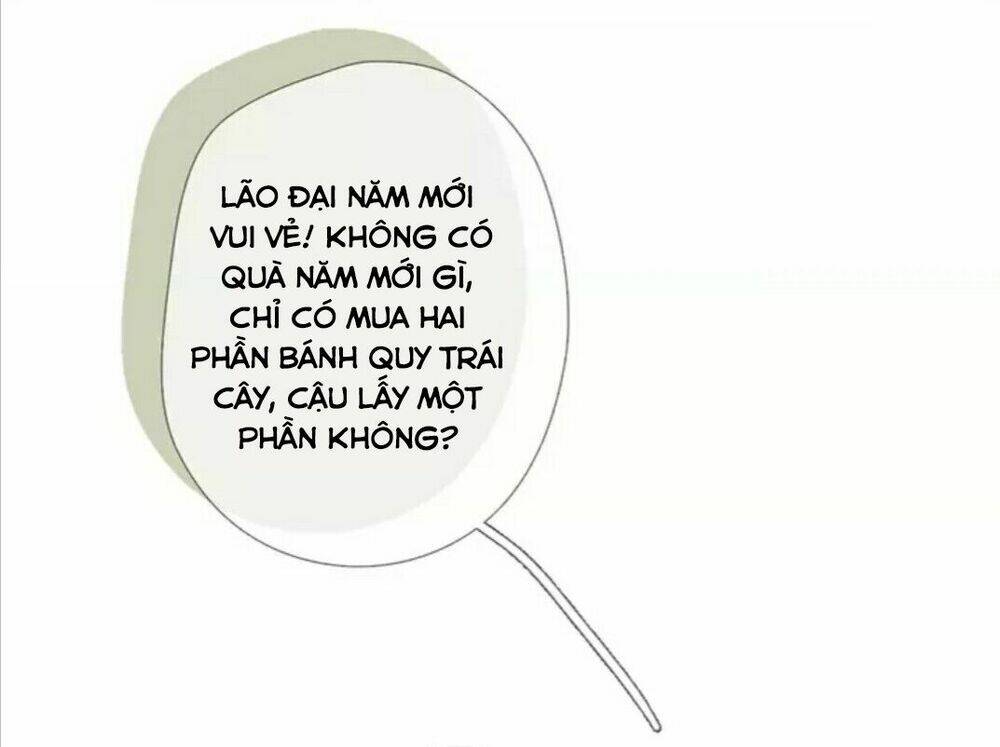 LÃO ĐẠI NĂM MỚI
VUI VẺ! KHÔNG CÓ
QUÀ NĂM MỚI GÌ,
CHỈ CÓ MUA HAI
PHẦN BÁNH QUY TRÁI
CÂY, CẬU LẤY MỘT
PHẦN KHÔNG?